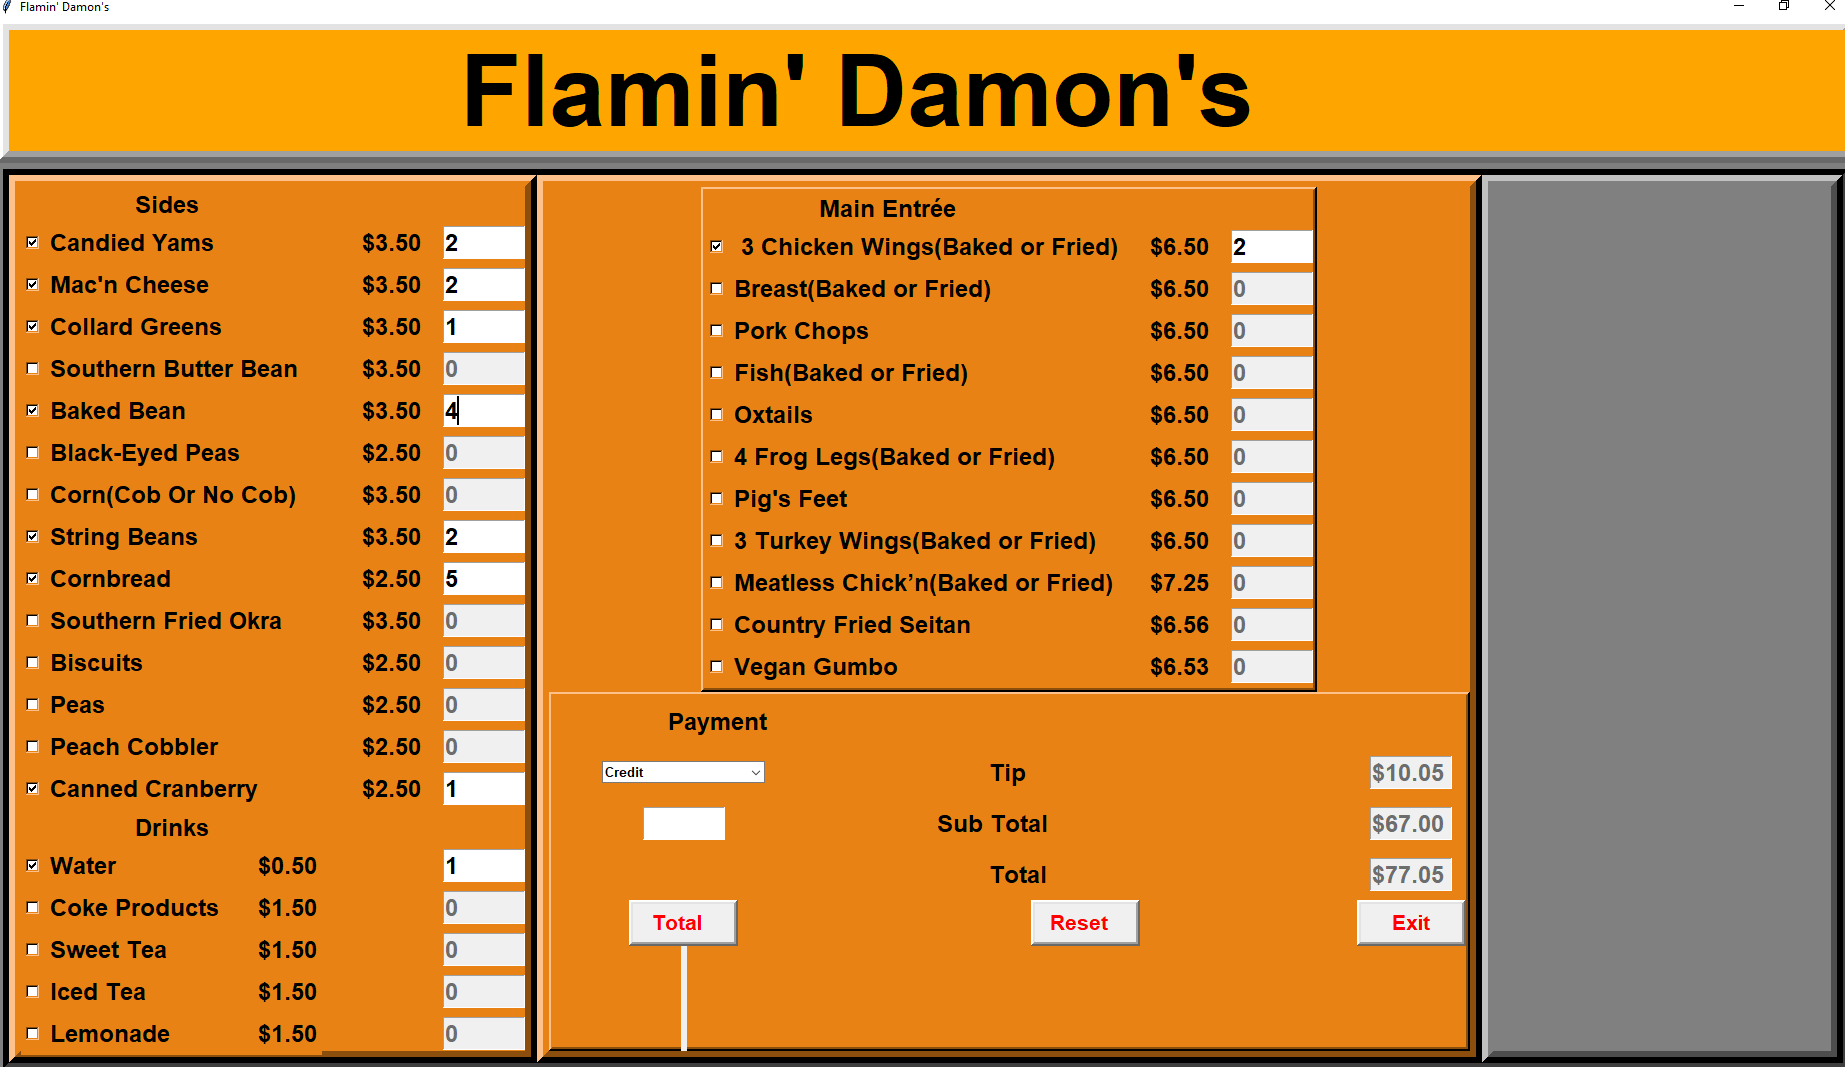 Flamin' Damon's
Flamin' Damon's
Sides
Candied Yams $3.50 2
Mac'n Cheese $3.50 2
Collard Greens $3.50 1
Southern Butter Bean $3.50 0
Baked Bean $3.50 4
Black-Eyed Peas $2.50 0
Corn(Cob Or No Cob) $3.50 0
String Beans $3.50 2
Cornbread $2.50 5
Southern Fried Okra $3.50 0
Biscuits $2.50 0
Peas $2.50 0
Peach Cobbler $2.50 0
Canned Cranberry $2.50 1
Drinks
Water $0.50 1
Coke Products $1.50 0
Sweet Tea $1.50 0
Iced Tea $1.50 0
Lemonade $1.50 0
Main Entrée
3 Chicken Wings(Baked or Fried) $6.50 2
Breast(Baked or Fried) $6.50 0
Pork Chops $6.50 0
Fish(Baked or Fried) $6.50 0
Oxtails $6.50 0
4 Frog Legs(Baked or Fried) $6.50 0
Pig's Feet $6.50 0
3 Turkey Wings(Baked or Fried) $6.50 0
Meatless Chick’n(Baked or Fried) $7.25 0
Country Fried Seitan $6.56 0
Vegan Gumbo $6.53 0
Payment
Credit Tip $10.05
Sub Total $67.00
Total $77.05
Total Reset Exit